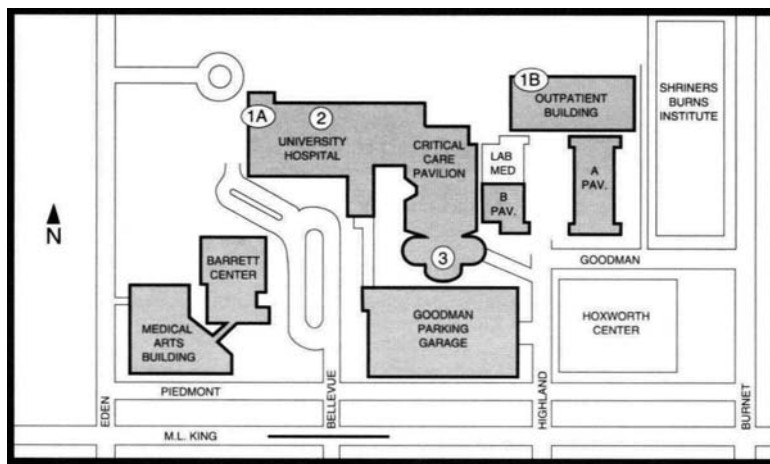 1B
OUTPATIENT
BUILDING
SHRINERS
BURNS
INSTITUTE
1A
2
UNIVERSITY
HOSPITAL
CRITICAL
CARE
PAVILION
LAB
MED
A
PAV.
B
PAV.
N
BARRETT
CENTER
3
GOODMAN
MEDICAL
ARTS
BUILDING
GOODMAN
PARKING
GARAGE
HOXWORTH
CENTER
PIEDMONT
EDEN
BELLEVUE
HIGHLAND
BURNET
M.L. KING